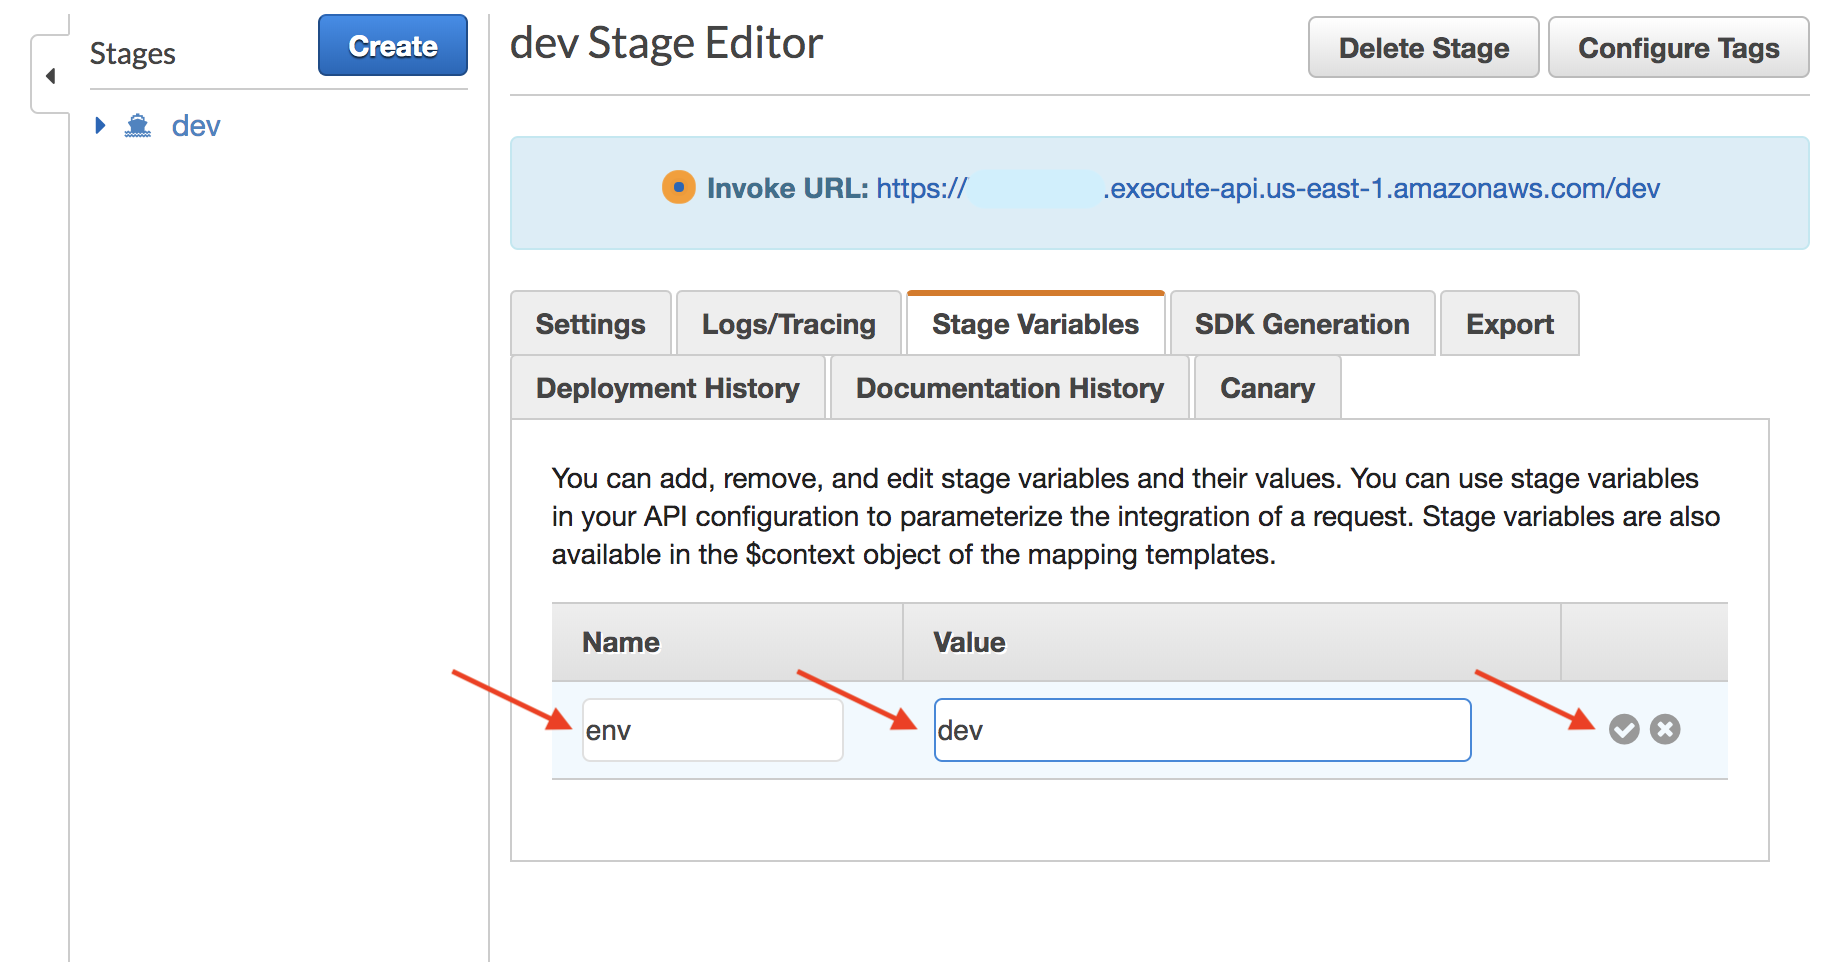 Stages
Create
dev
dev Stage Editor
Delete Stage
Configure Tags
Invoke URL: https:// .execute-api.us-east-1.amazonaws.com/dev
Settings
Logs/Tracing
Stage Variables
SDK Generation
Export
Deployment History
Documentation History
Canary
You can add, remove, and edit stage variables and their values. You can use stage variables
in your API configuration to parameterize the integration of a request. Stage variables are also
available in the $context object of the mapping templates.
Name
Value
env
dev